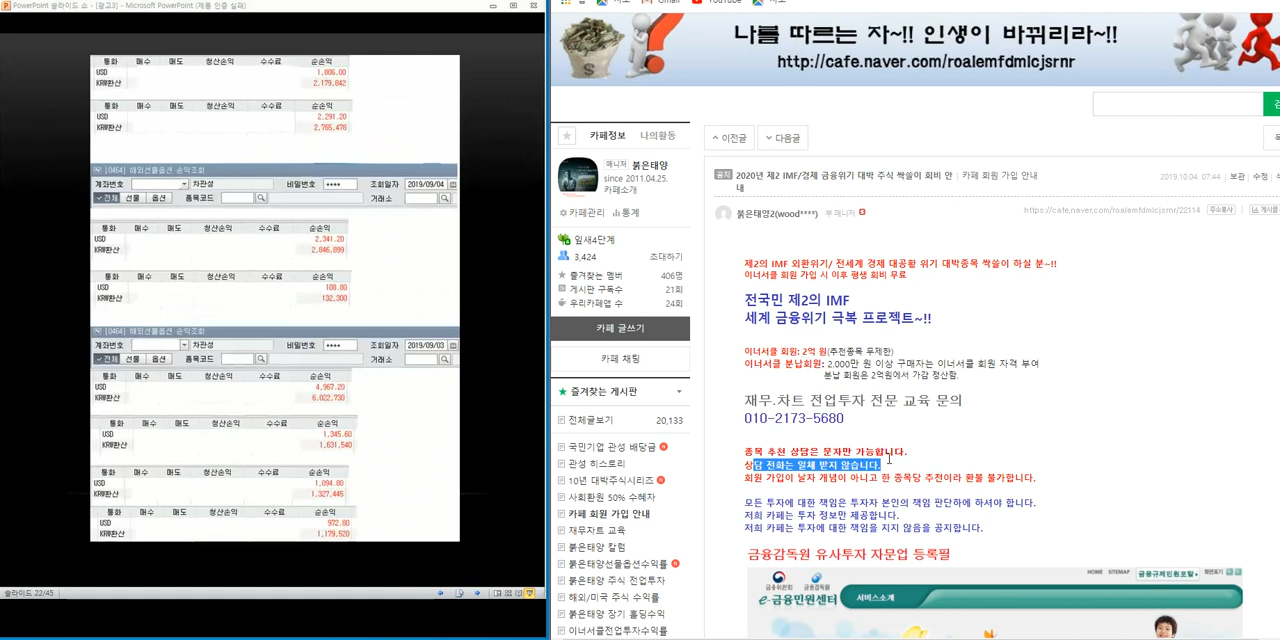 PowerPoint 슬라이드 쇼 - [광고3] - Microsoft PowerPoint (제품 인증 실패)
통화 매수 매도 청산손익 수수료 순손익
USD 1,806.00
KRW환산 2,179,842
통화 매수 매도 청산손익 수수료 순손익
USD 2,291.20
KRW환산 2,765,478
[0464] 해외선물옵션 손익조회
계좌번호 차관성 비밀번호 **** 조회일자 2019/09/04
전체 선물 옵션 품목코드 거래소
통화 매수 매도 청산손익 수수료 순손익
USD 2,341.20
KRW환산 2,846,899
통화 매수 매도 청산손익 수수료 순손익
USD 108.80
KRW환산 132,300
[0464] 해외선물옵션 손익조회
계좌번호 차관성 비밀번호 **** 조회일자 2019/09/03
전체 선물 옵션 품목코드 거래소
통화 매수 매도 청산손익 수수료 순손익
USD 4,967.20
KRW환산 6,022,730
통화 매수 매도 청산손익 수수료 순손익
USD 1,345.60
KRW환산 1,631,540
통화 매수 매도 청산손익 수수료 순손익
USD 1,094.80
KRW환산 1,327,445
통화 매수 매도 청산손익 수수료 순손익
USD 972.80
KRW환산 1,179,520
슬라이드 22/45
나를 따르는 자~!! 인생이 바뀌리라~!!
http://cafe.naver.com/roalemfdmlcjsrnr
카페정보 나의활동
매니저 붉은태양
since 2011.04.25.
카페소개
카페관리 통계
잎새4단계
3,424 초대하기
즐겨찾는 멤버 406명
게시판 구독수 21회
우리카페앱 수 24회
카페 글쓰기
카페 채팅
즐겨찾는 게시판
전체글보기 20,133
국민기업 관성 배당금
관성 히스토리
10년 대박주식시리즈
사회환원 50% 수혜자
카페 회원 가입 안내
재무차트 교육
붉은태양 칼럼
붉은태양선물옵션수익률
붉은태양 주식 전업투자
해외/미국 주식 수익률
붉은태양 장기 홀딩수익
이너서클전업투자수익률
이전글 다음글
공지 2020년 제2 IMF/경제 금융위기 대박 주식 싹쓸이 회비 안내 카페 회원 가입 안내 2019.10.04. 07:44 보관 수정
붉은태양2(wood****) 부 매니저 https://cafe.naver.com/roalemfdmlcjsrnr/22114 주소복사
제2의 IMF 외환위기/ 전세계 경제 대공황 위기 대박종목 싹쓸이 하실 분~!!
이너서클 회원 가입 시 이후 평생 회비 무료
전국민 제2의 IMF
세계 금융위기 극복 프로젝트~!!
이너서클 회원: 2억 원(추천종목 무제한)
이너서클 분납회원: 2.000만 원 이상 구매자는 이너서클 회원 자격 부여
분납 회원은 2억원에서 가감 정산함.
재무.차트 전업투자 전문 교육 문의
010-2173-5680
종목 추천 상담은 문자만 가능합니다.
상담 전화는 일체 받지 않습니다.
회원 가입이 날자 개념이 아니고 한 종목당 추천이라 환불 불가합니다.
모든 투자에 대한 책임은 투자자 본인의 책임 판단하에 하셔야 합니다.
저희 카페는 투자 정보만 제공합니다.
저희 카페는 투자에 대한 책임을 지지 않음을 공지합니다.
금융감독원 유사투자 자문업 등록필
HOME SITEMAP 금융규제민원포털 화면크기
금융위원회 금융감독원
e-금융민원센터 서비스소개